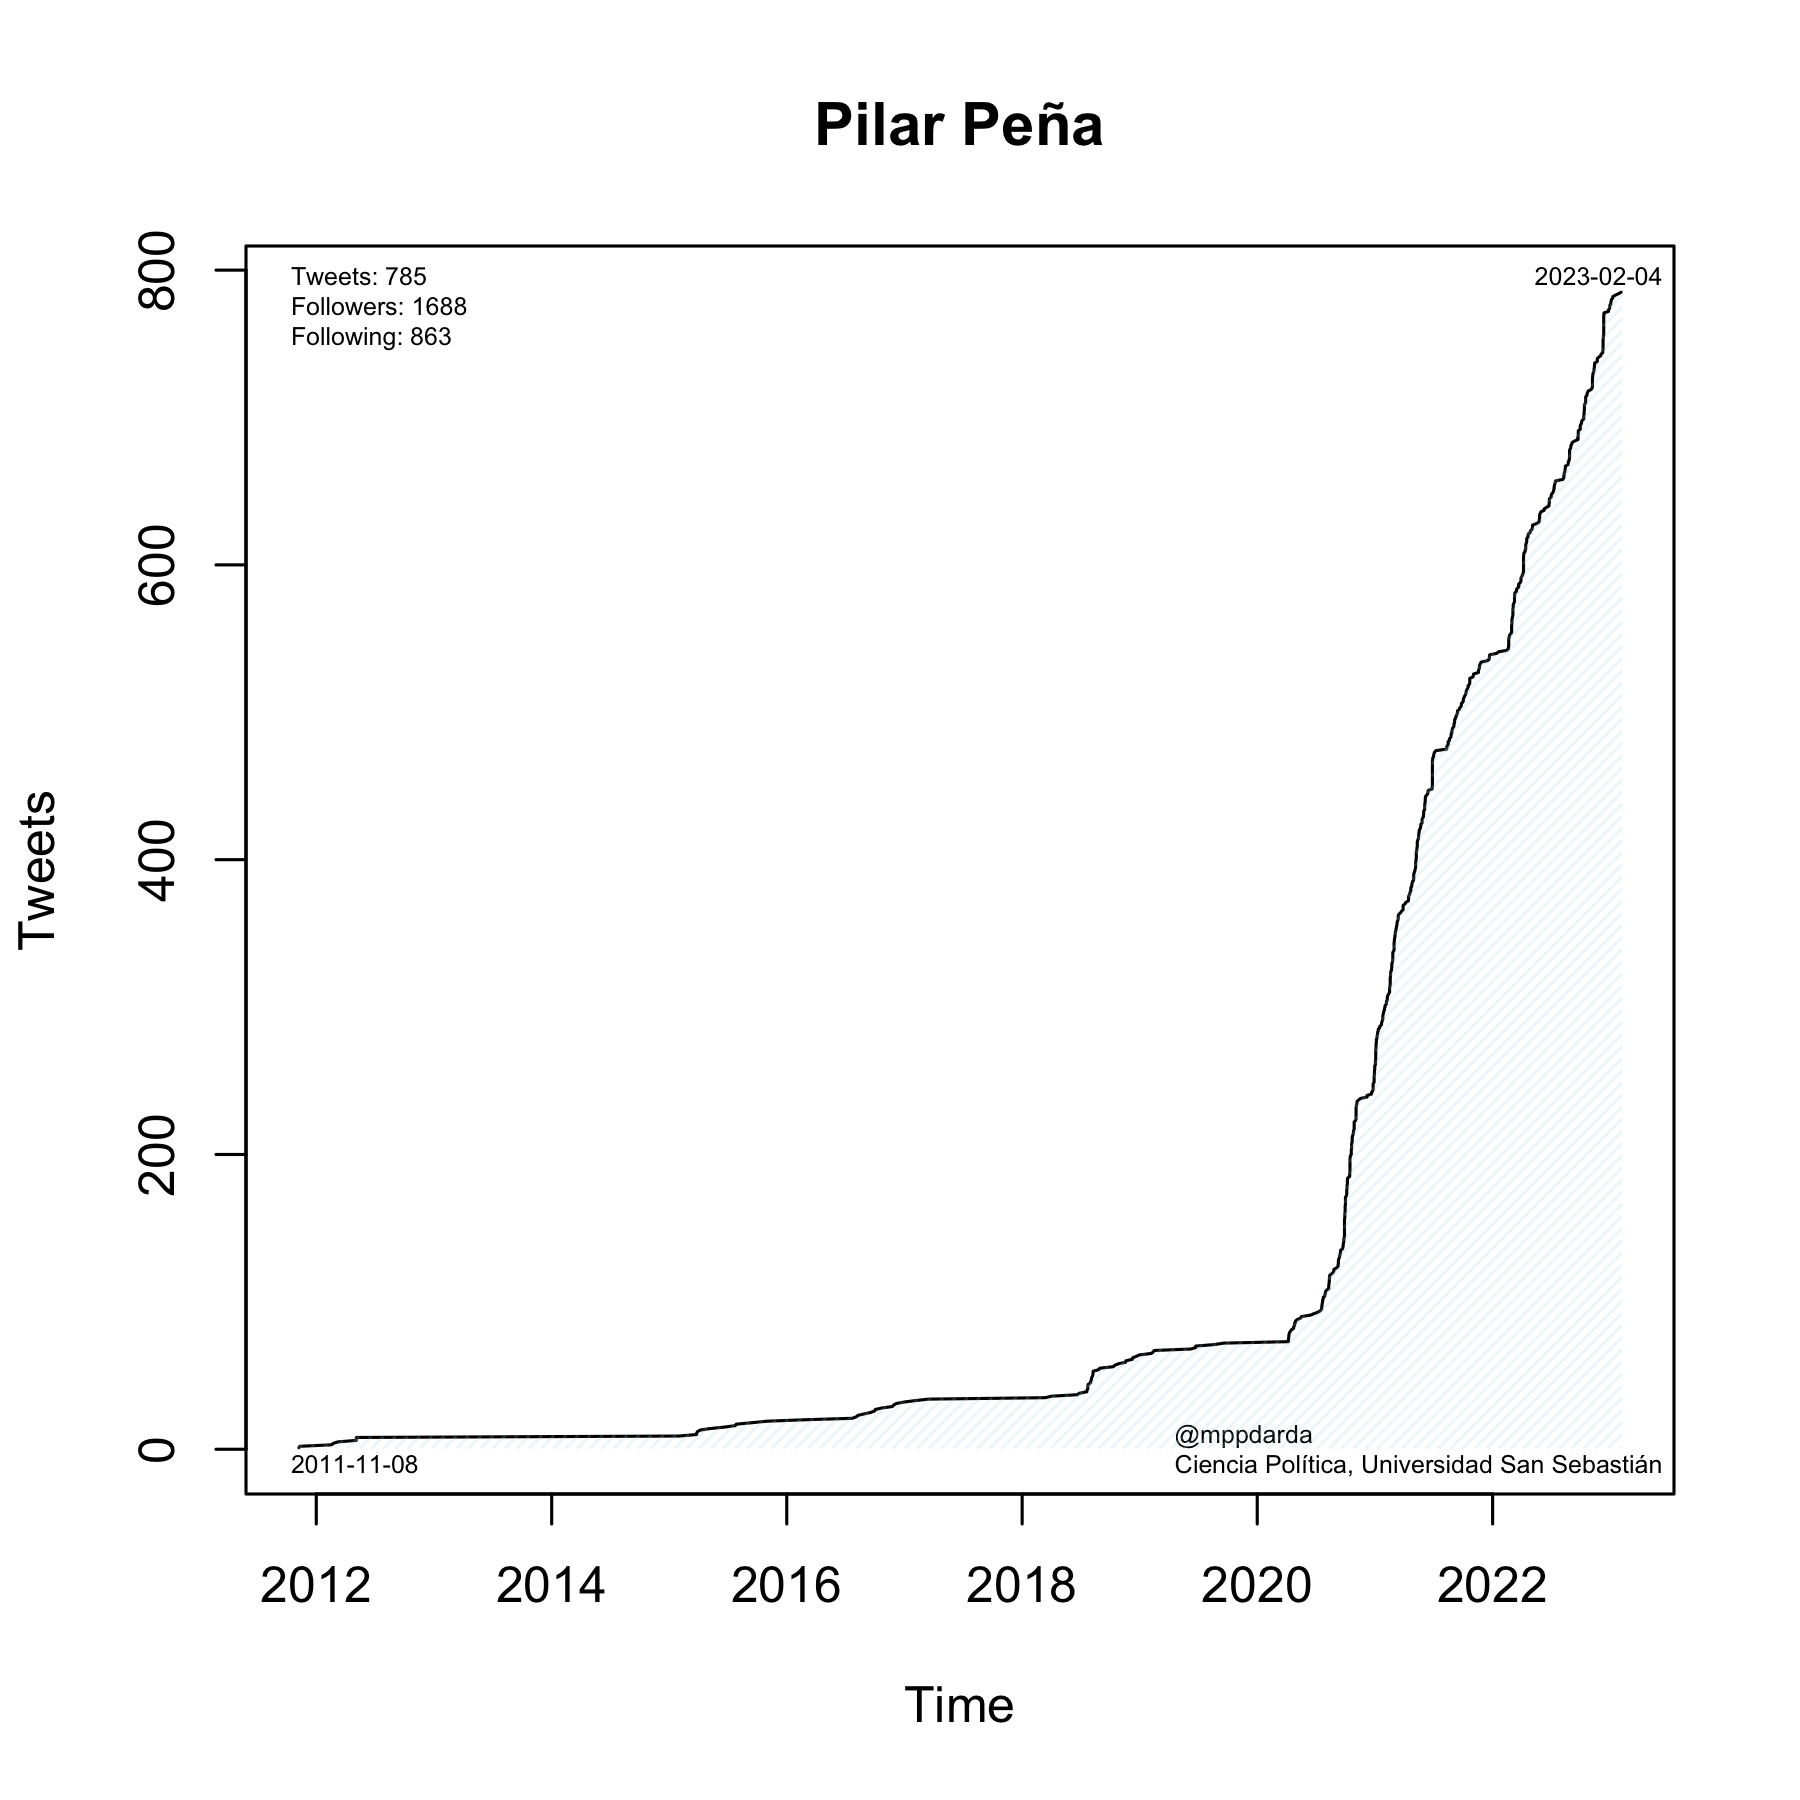 Pilar Peña
Tweets
800
600
400
200
0
Tweets: 785
Followers: 1688
Following: 863
2023-02-04
2011-11-08
@mppdarda
Ciencia Política, Universidad San Sebastián
2012 2014 2016 2018 2020 2022
Time